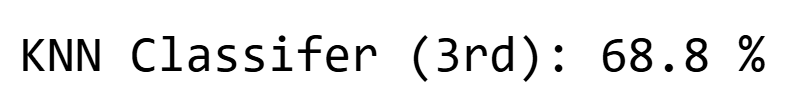 KNN Classifer (3rd): 68.8 %